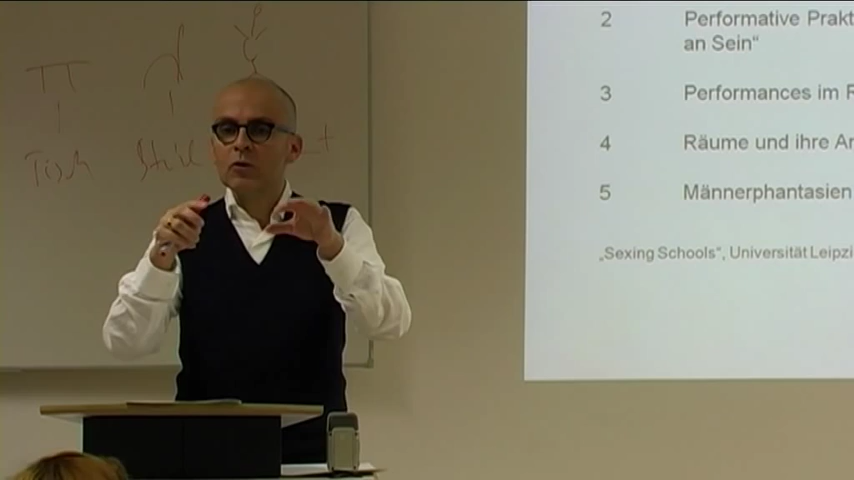 2 Performative Prakt
an Sein“
3 Performances im R
4 Räume und ihre Ar
5 Männerphantasien
„Sexing Schools“, Universität Leipzi
Tisch Stuhl